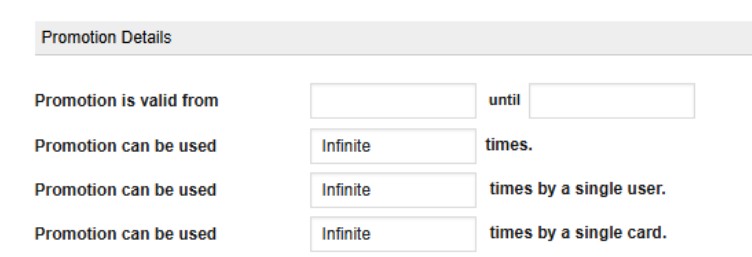 Promotion Details
Promotion is valid from until
Promotion can be used Infinite times.
Promotion can be used Infinite times by a single user.
Promotion can be used Infinite times by a single card.